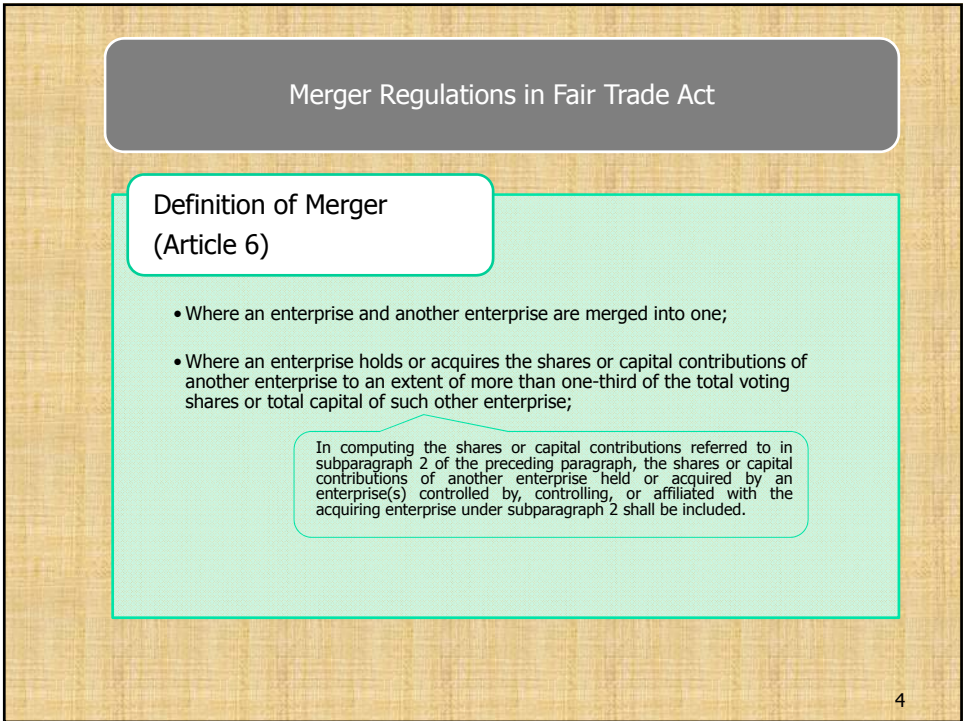 Merger Regulations in Fair Trade Act
Definition of Merger
(Article 6)
• Where an enterprise and another enterprise are merged into one;
• Where an enterprise holds or acquires the shares or capital contributions of
another enterprise to an extent of more than one-third of the total voting
shares or total capital of such other enterprise;
In computing the shares or capital contributions referred to in
subparagraph 2 of the preceding paragraph, the shares or capital
contributions of another enterprise held or acquired by an
enterprise(s) controlled by, controlling, or affiliated with the
acquiring enterprise under subparagraph 2 shall be included.
4